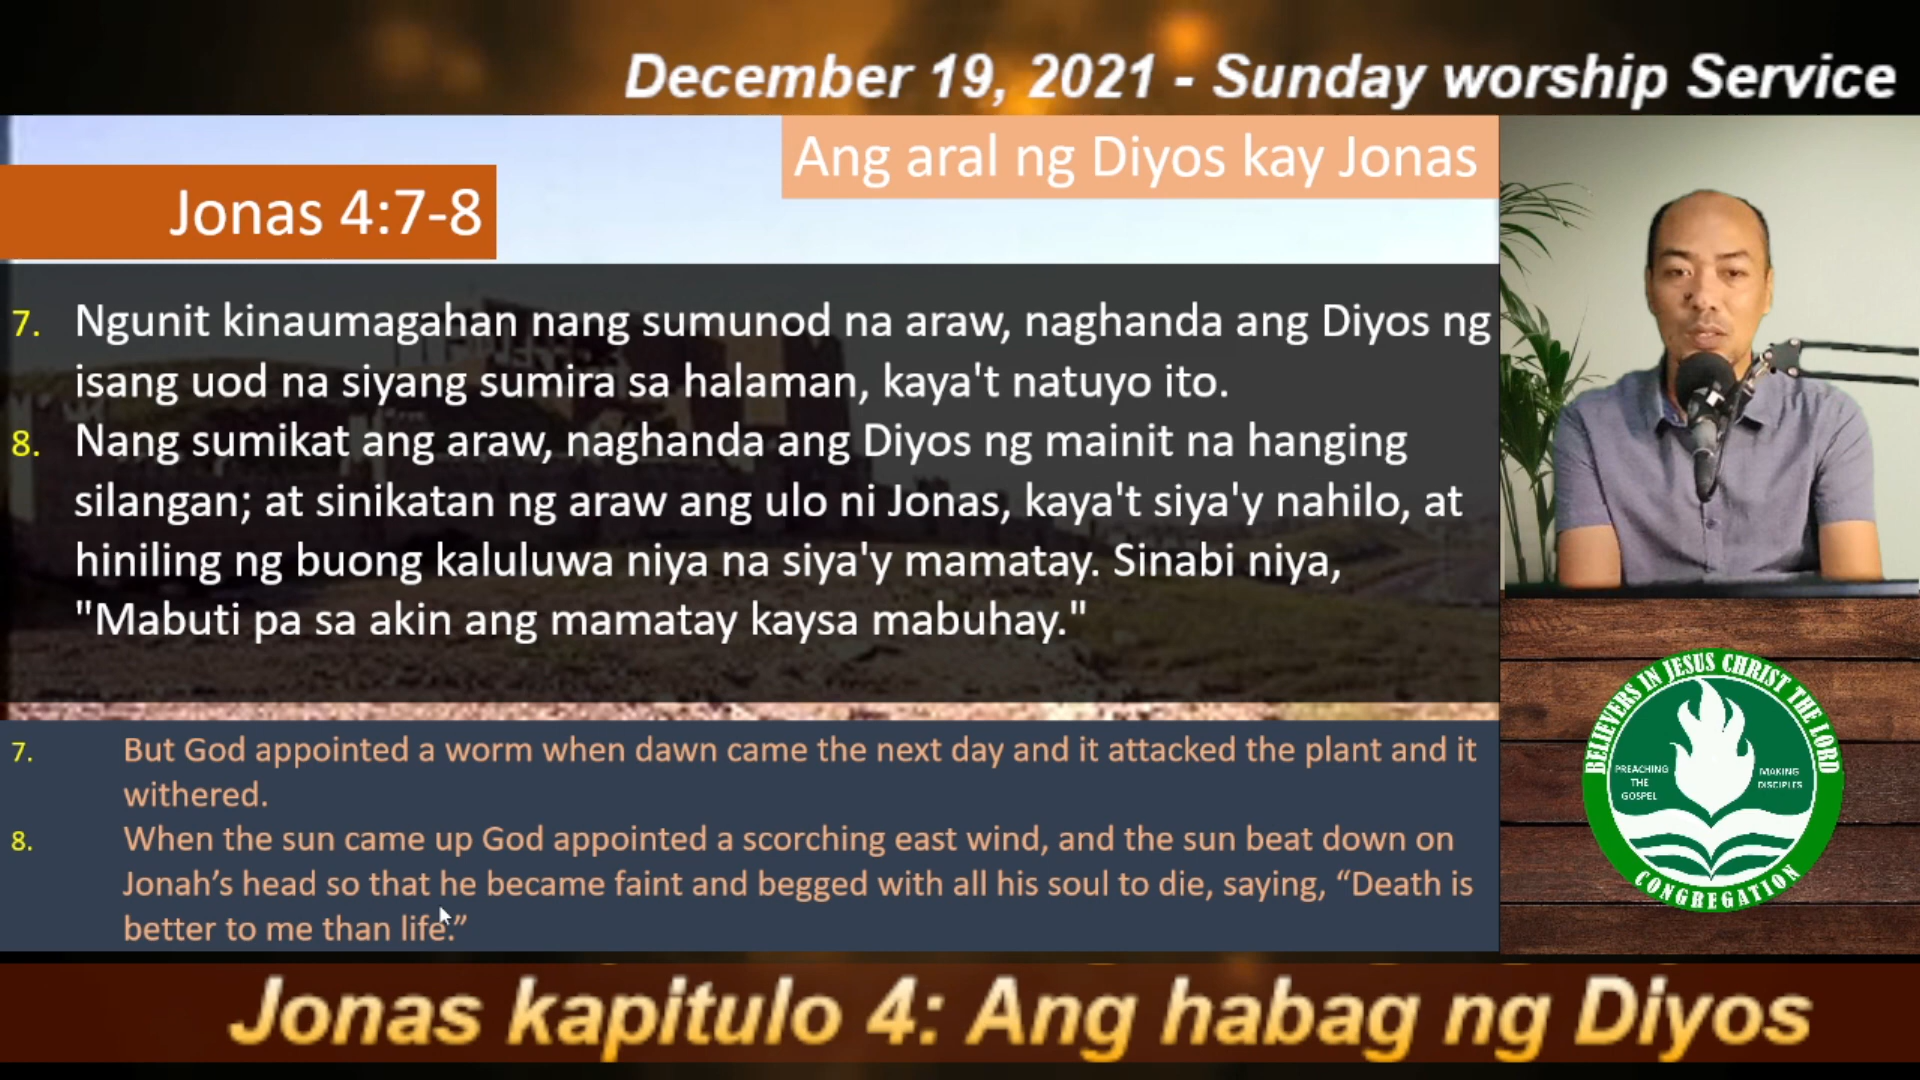 December 19, 2021 - Sunday worship Service
Ang aral ng Diyos kay Jonas
Jonas 4:7-8
7. Ngunit kinaumagahan nang sumunod na araw, naghanda ang Diyos ng
isang uod na siyang sumira sa halaman, kaya't natuyo ito.
8. Nang sumikat ang araw, naghanda ang Diyos ng mainit na hanging
silangan; at sinikatan ng araw ang ulo ni Jonas, kaya't siya'y nahilo, at
hiniling ng buong kaluluwa niya na siya'y mamatay. Sinabi niya,
"Mabuti pa sa akin ang mamatay kaysa mabuhay."
7. But God appointed a worm when dawn came the next day and it attacked the plant and it
withered.
8. When the sun came up God appointed a scorching east wind, and the sun beat down on
Jonah’s head so that he became faint and begged with all his soul to die, saying, “Death is
better to me than life.”
BELIEVERS IN JESUS CHRIST THE LORD
PREACHING
THE
GOSPEL
MAKING
DISCIPLES
CONGREGATION
Jonas kapitulo 4: Ang habag ng Diyos